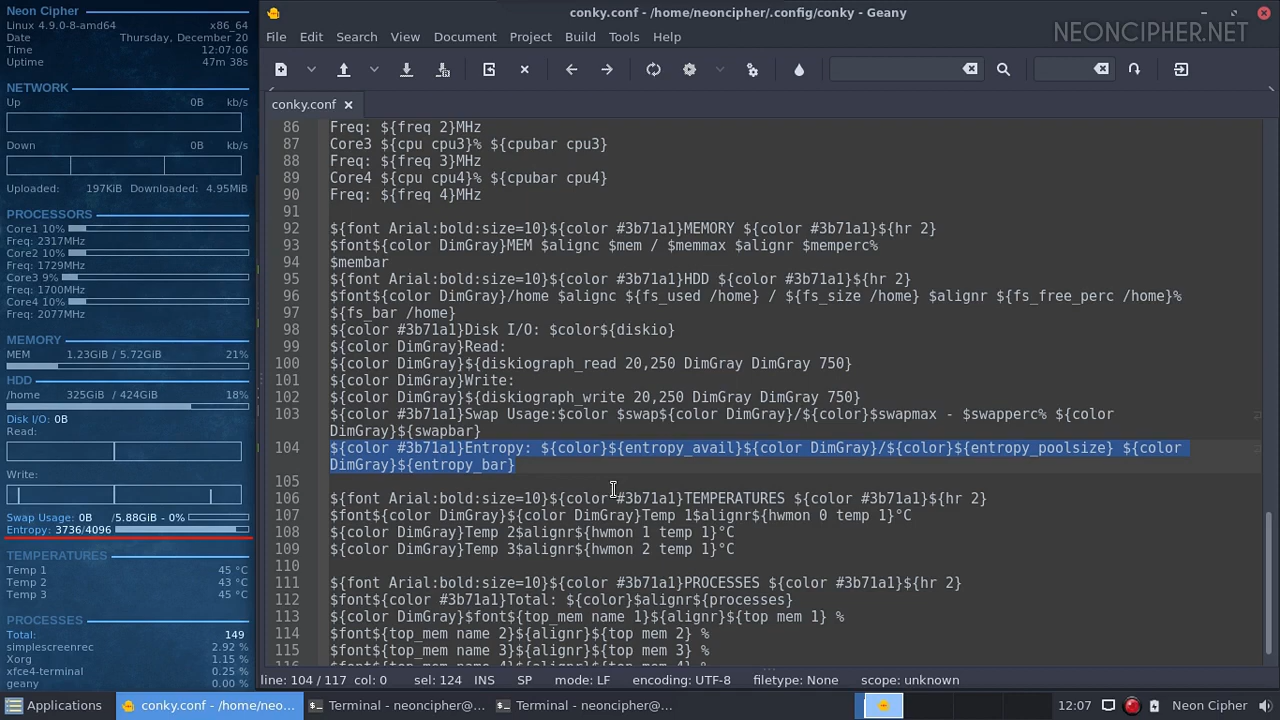 Neon Cipher
Linux 4.9.0-8-amd64 x86_64
Date Thursday, December 20
Time 12:07:06
Uptime 47m 38s
NETWORK
Up 0B kb/s
Down 0B kb/s
Uploaded: 197KiB Downloaded: 4.95MiB
PROCESSORS
Core1 10%
Freq: 2317MHz
Core2 10%
Freq: 1729MHz
Core3 9%
Freq: 1700MHz
Core4 10%
Freq: 2077MHz
MEMORY
MEM 1.23GiB / 5.72GiB 21%
HDD
/home 325GiB / 424GiB 18%
Disk I/O: 0B
Read:
Write:
Swap Usage: 0B /5.88GiB - 0%
Entropy: 3736/4096
TEMPERATURES
Temp 1 45 °C
Temp 2 43 °C
Temp 3 45 °C
PROCESSES
Total: 149
simplescreenrec 2.92 %
Xorg 1.15 %
xfce4-terminal 0.25 %
geany 0.00 %
conky.conf - /home/neoncipher/.config/conky - Geany
NEONCIPHER.NET
File Edit Search View Document Project Build Tools Help
conky.conf
86 Freq: ${freq 2}MHz
87 Core3 ${cpu cpu3}% ${cpubar cpu3}
88 Freq: ${freq 3}MHz
89 Core4 ${cpu cpu4}% ${cpubar cpu4}
90 Freq: ${freq 4}MHz
91
92 ${font Arial:bold:size=10}${color #3b71a1}MEMORY ${color #3b71a1}${hr 2}
93 $font${color DimGray}MEM $alignc $mem / $memmax $alignr $memperc%
94 $membar
95 ${font Arial:bold:size=10}${color #3b71a1}HDD ${color #3b71a1}${hr 2}
96 $font${color DimGray}/home $alignc ${fs_used /home} / ${fs_size /home} $alignr ${fs_free_perc /home}%
97 ${fs_bar /home}
98 ${color #3b71a1}Disk I/O: $color${diskio}
99 ${color DimGray}Read:
100 ${color DimGray}${diskiograph_read 20,250 DimGray DimGray 750}
101 ${color DimGray}Write:
102 ${color DimGray}${diskiograph_write 20,250 DimGray DimGray 750}
103 ${color #3b71a1}Swap Usage:$color $swap${color DimGray}/${color}$swapmax - $swapperc% ${color
DimGray}${swapbar}
104 ${color #3b71a1}Entropy: ${color}${entropy_avail}${color DimGray}/${color}${entropy_poolsize} ${color
DimGray}${entropy_bar}
105
106 ${font Arial:bold:size=10}${color #3b71a1}TEMPERATURES ${color #3b71a1}${hr 2}
107 $font${color DimGray}${color DimGray}Temp 1$alignr${hwmon 0 temp 1}°C
108 ${color DimGray}Temp 2$alignr${hwmon 1 temp 1}°C
109 ${color DimGray}Temp 3$alignr${hwmon 2 temp 1}°C
110
111 ${font Arial:bold:size=10}${color #3b71a1}PROCESSES ${color #3b71a1}${hr 2}
112 $font${color #3b71a1}Total: ${color}$alignr${processes}
113 ${color DimGray}$font${top_mem name 1}${alignr}${top mem 1} %
114 $font${top_mem name 2}${alignr}${top mem 2} %
115 $font${top_mem name 3}${alignr}${top mem 3} %
116 $font${top_mem name 4}${alignr}${top mem 4} %
line: 104 / 117 col: 0 sel: 124 INS SP mode: LF encoding: UTF-8 filetype: None scope: unknown
Applications conky.conf - /home/neo... Terminal - neoncipher@... Terminal - neoncipher@... 12:07 Neon Cipher